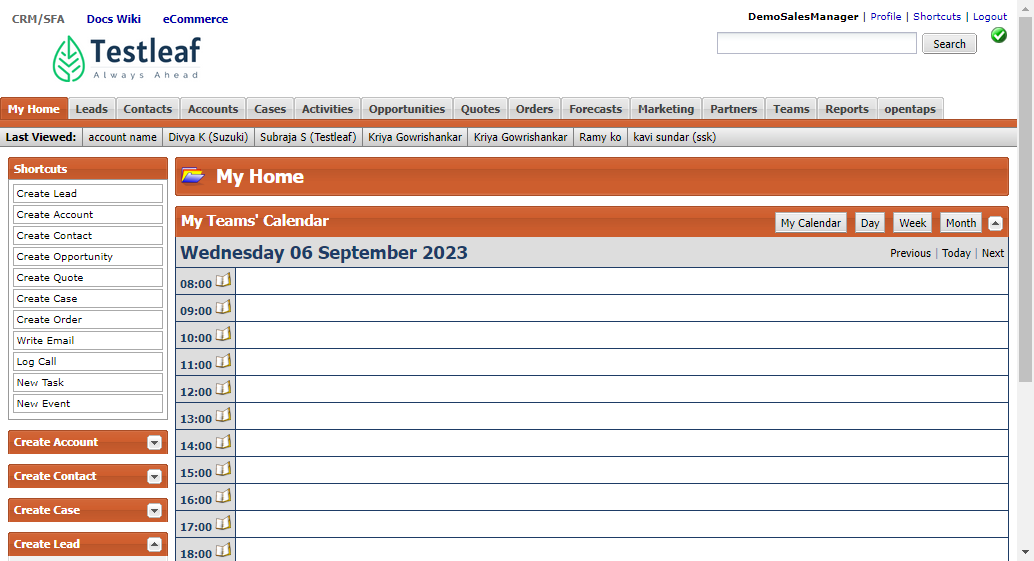 CRM/SFA Docs Wiki eCommerce
DemoSalesManager | Profile | Shortcuts | Logout
Testleaf
Always Ahead
Search
My Home Leads Contacts Accounts Cases Activities Opportunities Quotes Orders Forecasts Marketing Partners Teams Reports opentaps
Last Viewed: account name Divya K (Suzuki) Subraja S (Testleaf) Kriya Gowrishankar Kriya Gowrishankar Ramy ko kavi sundar (ssk)
Shortcuts
Create Lead
Create Account
Create Contact
Create Opportunity
Create Quote
Create Case
Create Order
Write Email
Log Call
New Task
New Event
Create Account
Create Contact
Create Case
Create Lead
My Home
My Teams' Calendar My Calendar Day Week Month
Wednesday 06 September 2023 Previous | Today | Next
08:00
09:00
10:00
11:00
12:00
13:00
14:00
15:00
16:00
17:00
18:00